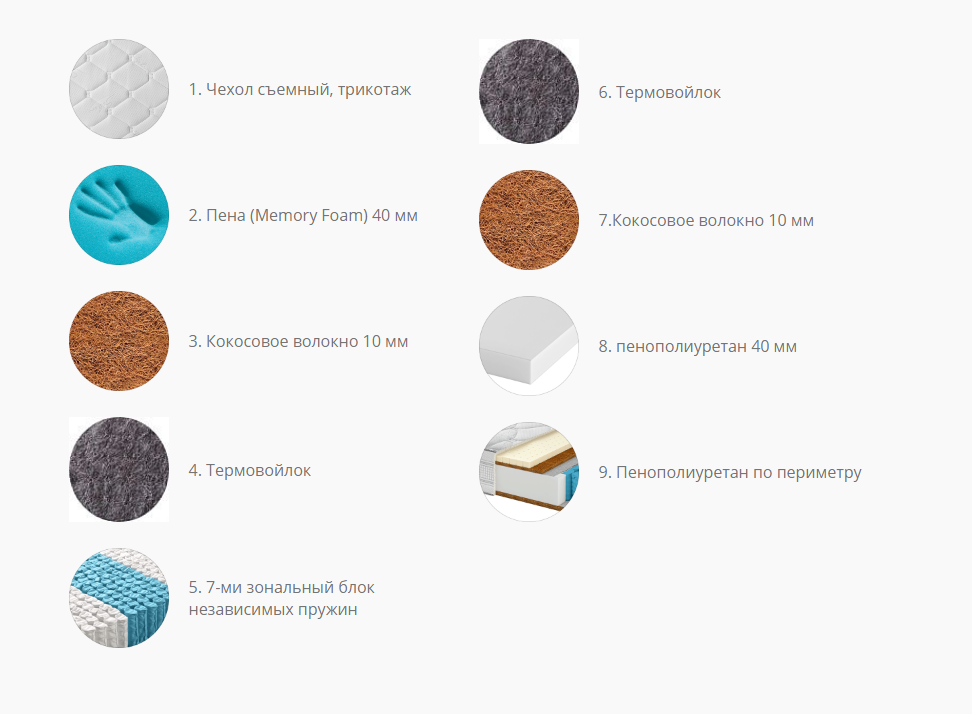 1. Чехол съемный, трикотаж
2. Пена (Memory Foam) 40 мм
3. Кокосовое волокно 10 мм
4. Термовойлок
5. 7-ми зональный блок
независимых пружин
6. Термовойлок
7.Кокосовое волокно 10 мм
8. пенополиуретан 40 мм
9. Пенополиуретан по периметру